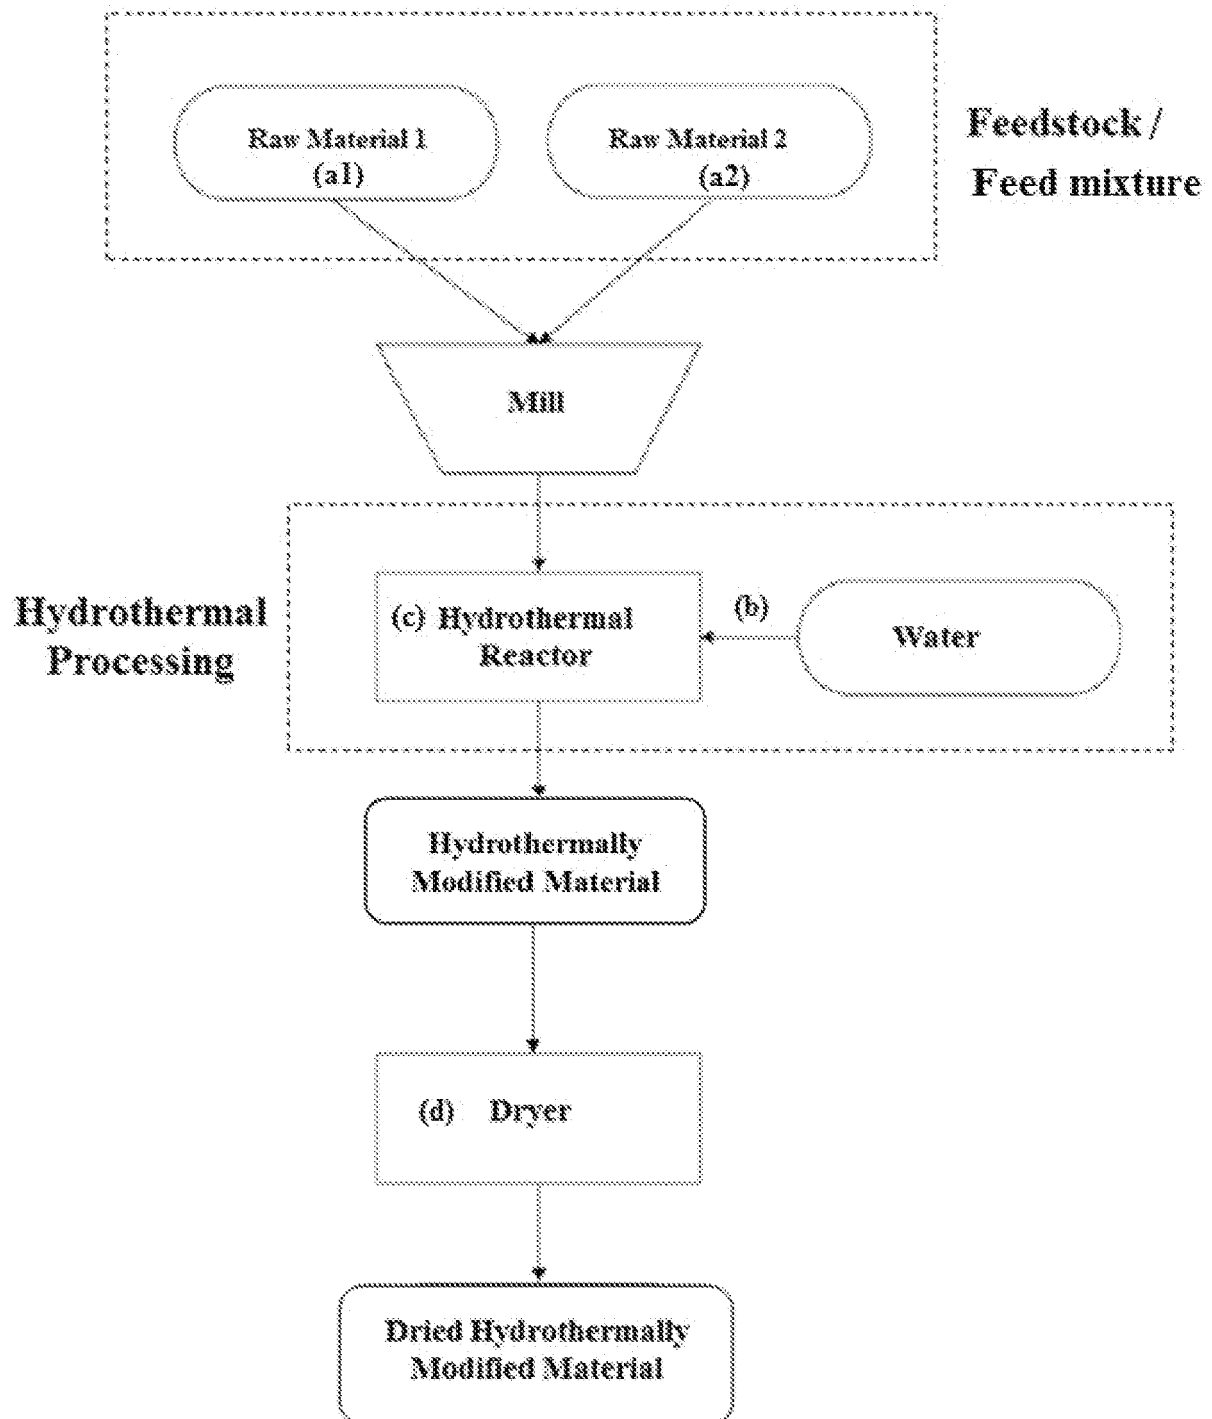 Raw Material 1
(a1)
Raw Material 2
(a2)
Feedstock /
Feed mixture
Mill
Hydrothermal
Processing
(c) Hydrothermal
Reactor
(b)
Water
Hydrothermally
Modified Material
(d) Dryer
Dried Hydrothermally
Modified Material